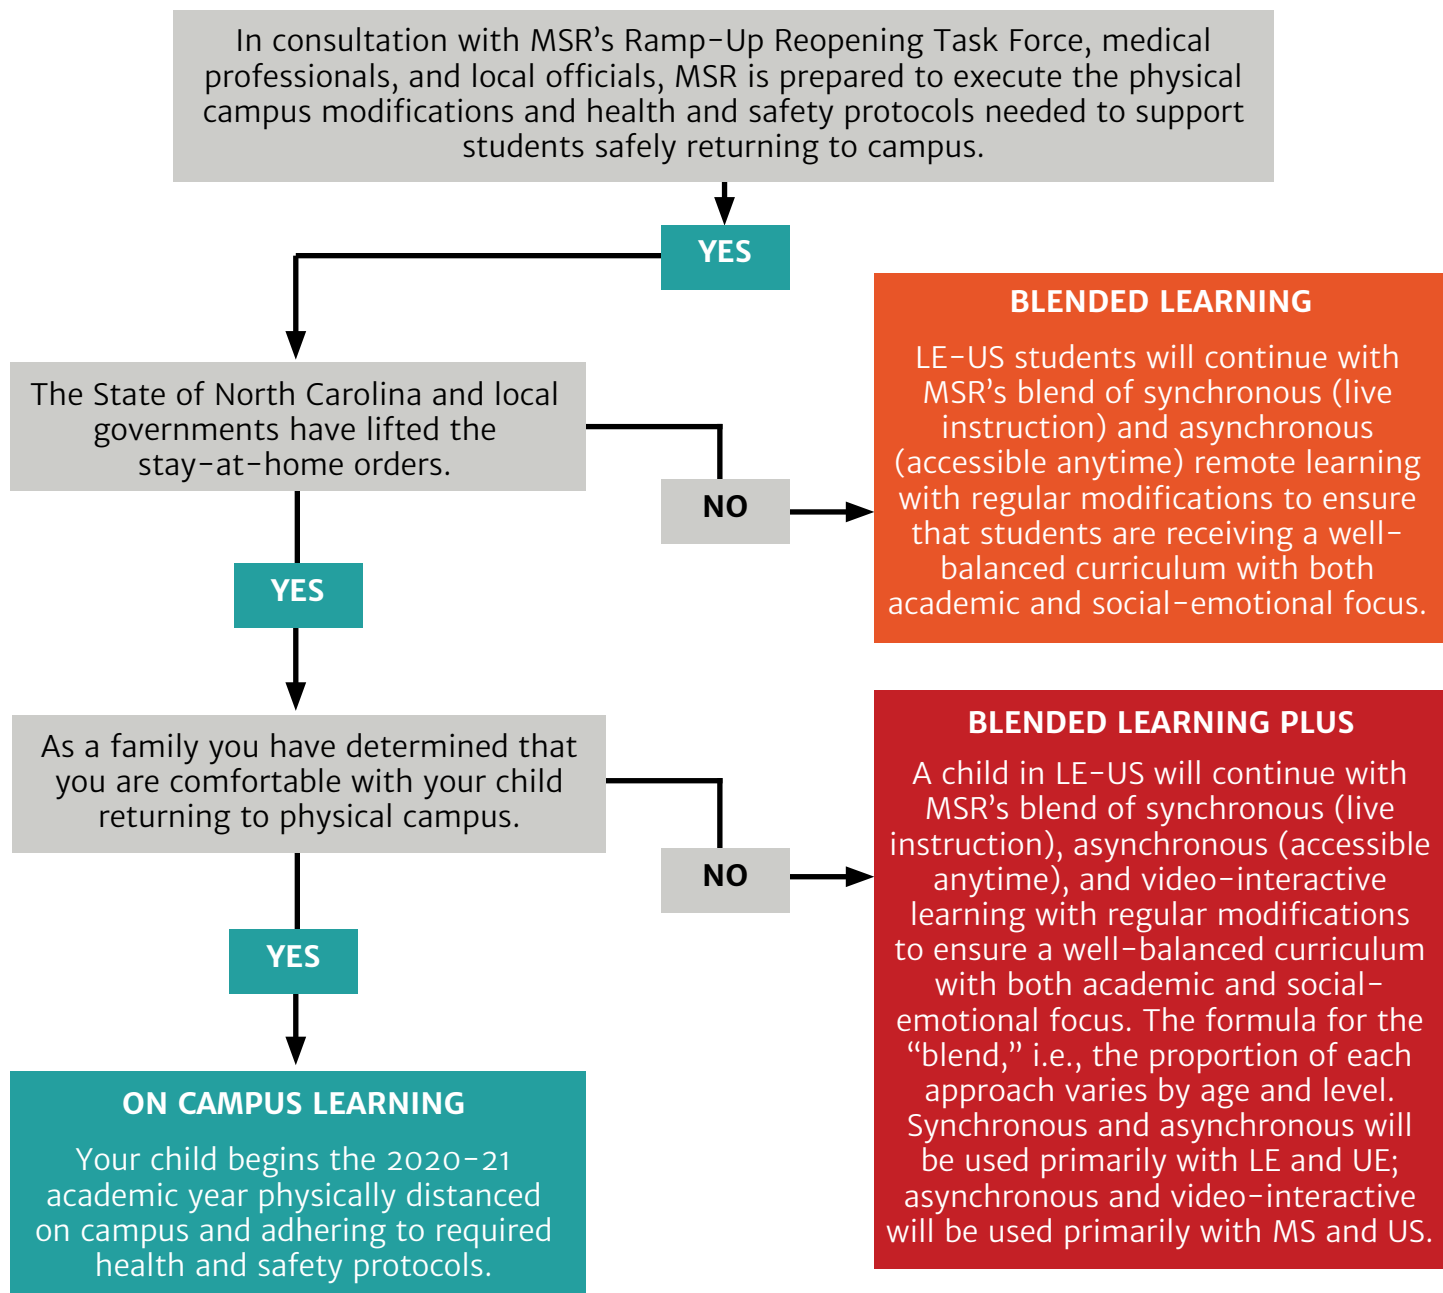 In consultation with MSR’s Ramp-Up Reopening Task Force, medical
professionals, and local officials, MSR is prepared to execute the physical
campus modifications and health and safety protocols needed to support
students safely returning to campus.
YES
The State of North Carolina and local
governments have lifted the
stay-at-home orders.
NO
BLENDED LEARNING
LE-US students will continue with
MSR’s blend of synchronous (live
instruction) and asynchronous
(accessible anytime) remote learning
with regular modifications to ensure
that students are receiving a well-
balanced curriculum with both
academic and social-emotional focus.
YES
As a family you have determined that
you are comfortable with your child
returning to physical campus.
NO
BLENDED LEARNING PLUS
A child in LE-US will continue with
MSR’s blend of synchronous (live
instruction), asynchronous (accessible
anytime), and video-interactive
learning with regular modifications
to ensure a well-balanced curriculum
with both academic and social-
emotional focus. The formula for the
“blend,” i.e., the proportion of each
approach varies by age and level.
Synchronous and asynchronous will
be used primarily with LE and UE;
asynchronous and video-interactive
will be used primarily with MS and US.
YES
ON CAMPUS LEARNING
Your child begins the 2020-21
academic year physically distanced
on campus and adhering to required
health and safety protocols.